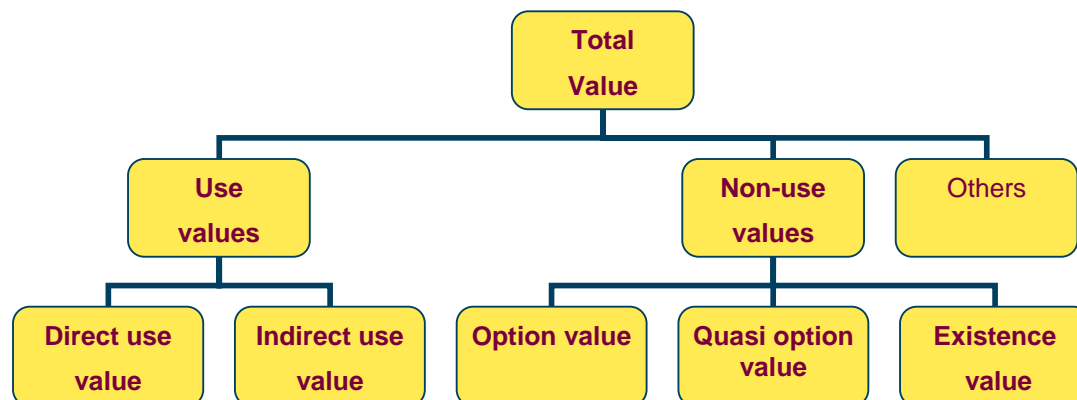 Total
Value
Use
values
Non-use
values
Others
Direct use
value
Indirect use
value
Option value
Quasi option
value
Existence
value